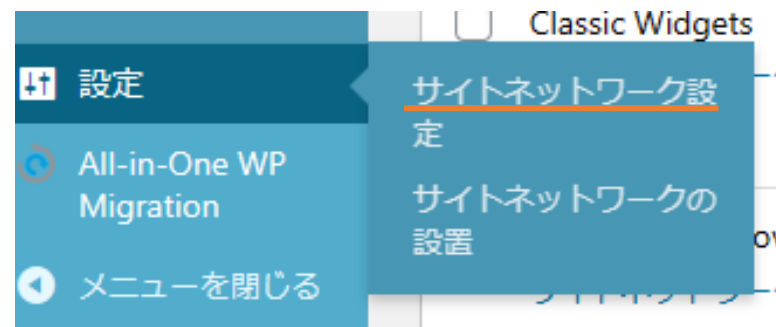 Classic Widgets
設定
サイトネットワーク設
定
All-in-One WP
Migration
サイトネットワークの
設置
メニューを閉じる